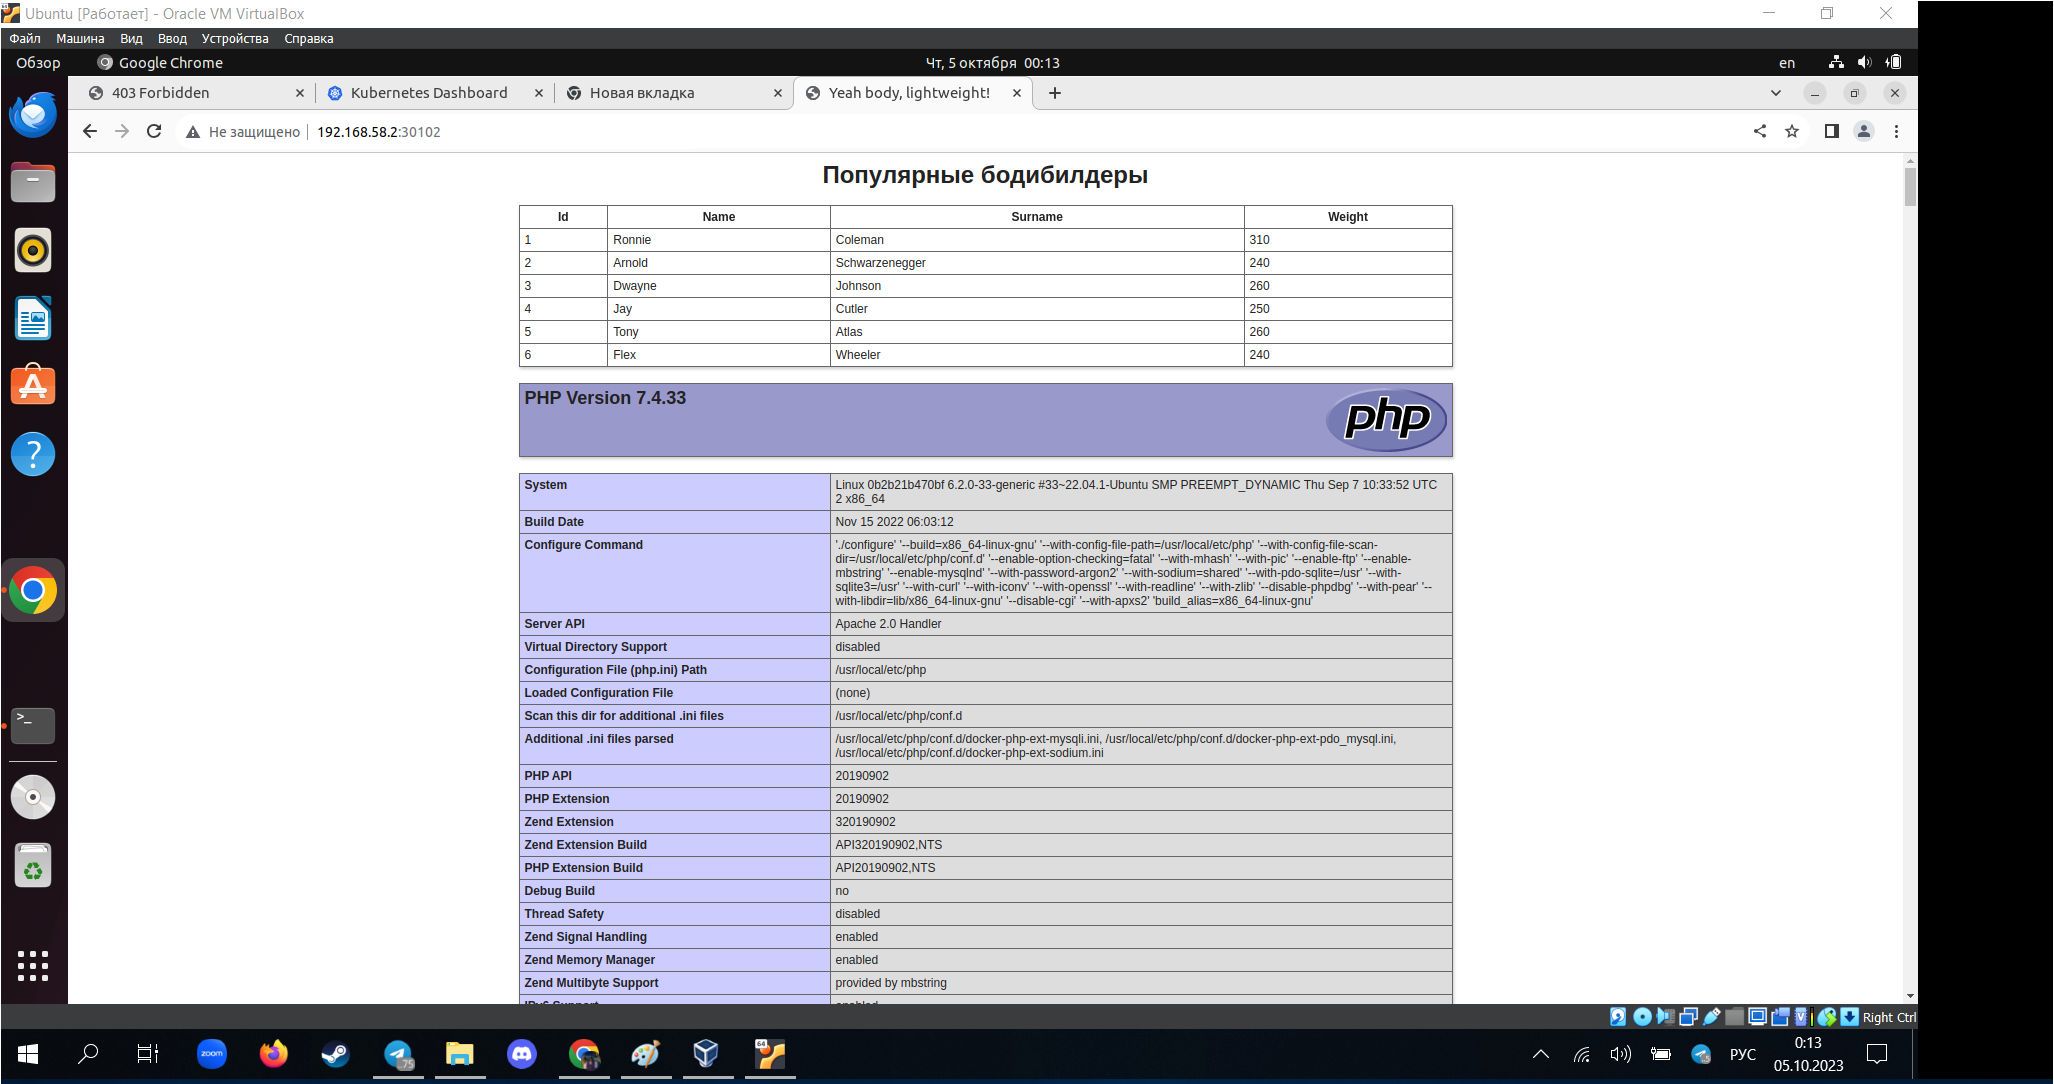 Ubuntu [Работает] - Oracle VM VirtualBox
Файл Машина Вид Ввод Устройства Справка
Обзор Google Chrome Чт, 5 октября 00:13 en
403 Forbidden Kubernetes Dashboard Новая вкладка Yeah body, lightweight!
Не защищено 192.168.58.2:30102
Популярные бодибилдеры
Id Name Surname Weight
1 Ronnie Coleman 310
2 Arnold Schwarzenegger 240
3 Dwayne Johnson 260
4 Jay Cutler 250
5 Tony Atlas 260
6 Flex Wheeler 240
PHP Version 7.4.33 php
System Linux 0b2b21b470bf 6.2.0-33-generic #33~22.04.1-Ubuntu SMP PREEMPT_DYNAMIC Thu Sep 7 10:33:52 UTC
2 x86_64
Build Date Nov 15 2022 06:03:12
Configure Command './configure' '--build=x86_64-linux-gnu' '--with-config-file-path=/usr/local/etc/php' '--with-config-file-scan-
dir=/usr/local/etc/php/conf.d' '--enable-option-checking=fatal' '--with-mhash' '--with-pic' '--enable-ftp' '--enable-
mbstring' '--enable-mysqlnd' '--with-password-argon2' '--with-sodium=shared' '--with-pdo-sqlite=/usr' '--with-
sqlite3=/usr' '--with-curl' '--with-iconv' '--with-openssl' '--with-readline' '--with-zlib' '--disable-phpdbg' '--with-pear' '--
with-libdir=lib/x86_64-linux-gnu' '--disable-cgi' '--with-apxs2' 'build_alias=x86_64-linux-gnu'
Server API Apache 2.0 Handler
Virtual Directory Support disabled
Configuration File (php.ini) Path /usr/local/etc/php
Loaded Configuration File (none)
Scan this dir for additional .ini files /usr/local/etc/php/conf.d
Additional .ini files parsed /usr/local/etc/php/conf.d/docker-php-ext-mysqli.ini, /usr/local/etc/php/conf.d/docker-php-ext-pdo_mysql.ini,
/usr/local/etc/php/conf.d/docker-php-ext-sodium.ini
PHP API 20190902
PHP Extension 20190902
Zend Extension 320190902
Zend Extension Build API320190902,NTS
PHP Extension Build API20190902,NTS
Debug Build no
Thread Safety disabled
Zend Signal Handling enabled
Zend Memory Manager enabled
Zend Multibyte Support provided by mbstring
IPv6 Support enabled
Right Ctrl
zoom 75 64 РУС 0:13
05.10.2023